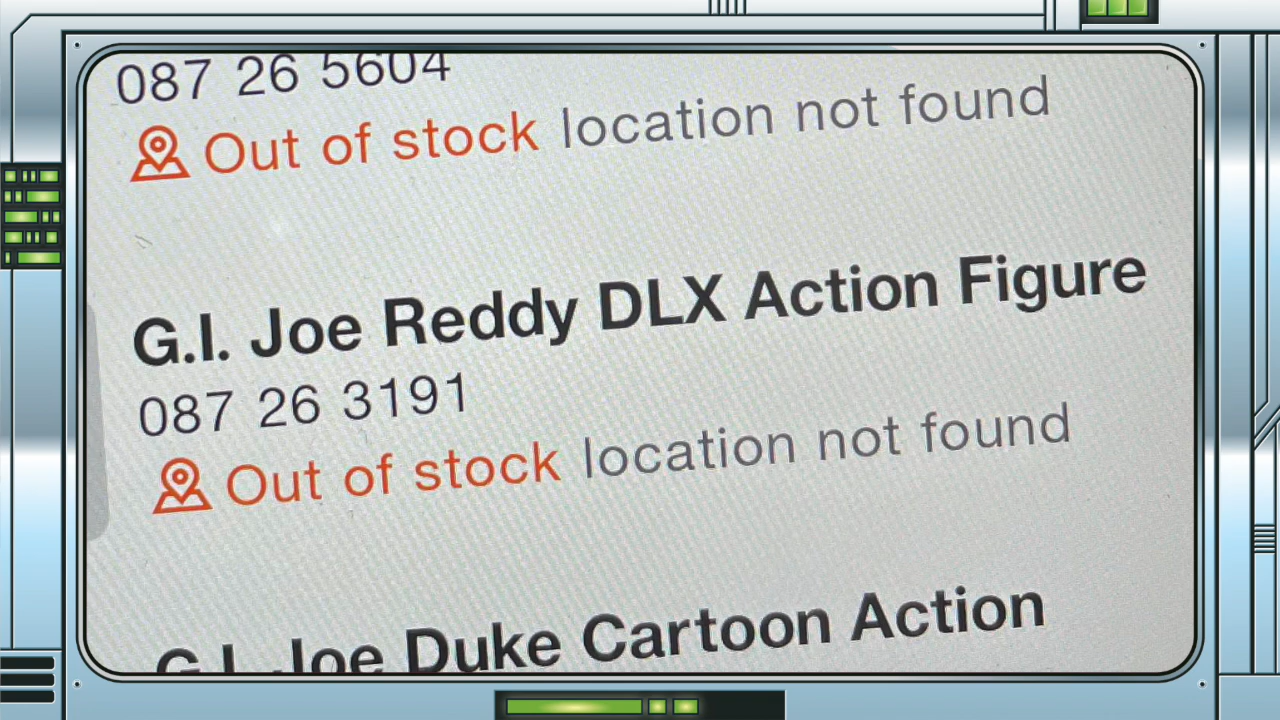 087 26 5604
Out of stock location not found
G.I. Joe Reddy DLX Action Figure
087 26 3191
Out of stock location not found
G.I. Joe Duke Cartoon Action